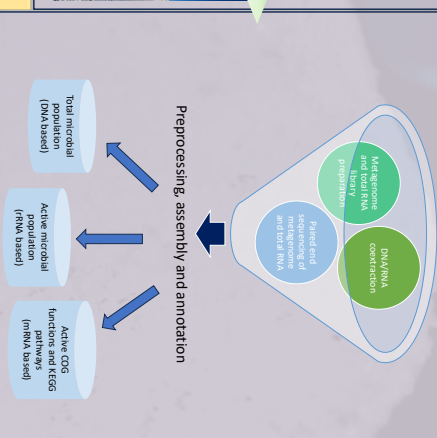 DNA/RNA
coextraction
Metagenome
and total RNA
library
preparation
Paired end
sequencing of
metagenome
and total RNA
Preprocessing, assembly and annotation
Total microbial
population
(DNA based)
Active microbial
population
(rRNA based)
Active COG
functions and KEGG
pathways
(mRNA based)